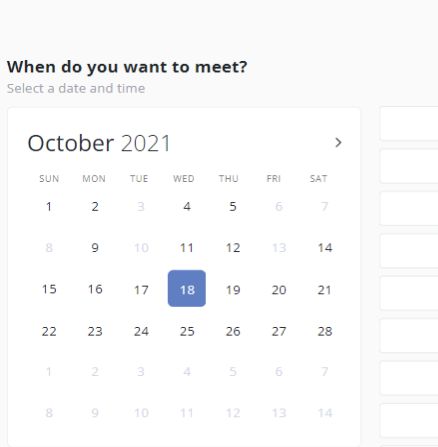 When do you want to meet?
Select a date and time
October 2021
SUN MON TUE WED THU FRI SAT
1 2 3 4 5 6 7
8 9 10 11 12 13 14
15 16 17 18 19 20 21
22 23 24 25 26 27 28
1 2 3 4 5 6 7
8 9 10 11 12 13 14